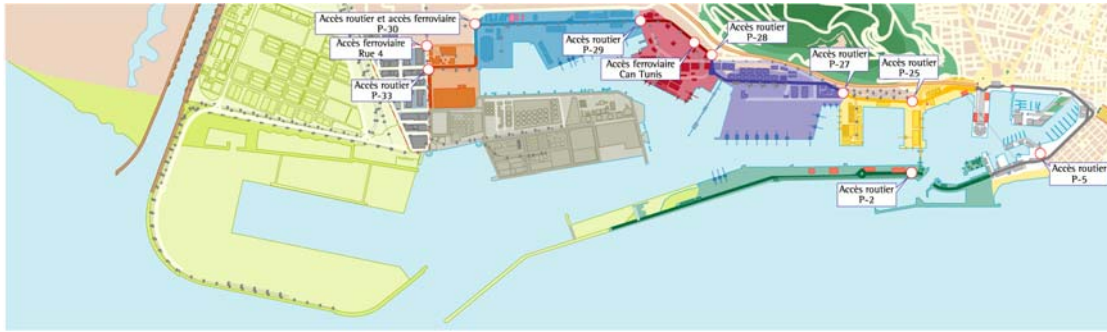 Accès routier et accès ferroviaire
P-30
Accès ferroviaire
Rue 4
Accès routier
P-33
Accès routier
P-29
Accès ferroviaire
Can Tunis
Accès routier
P-28
Accès routier
P-27
Accès routier
P-25
Accès routier
P-2
Accès routier
P-5